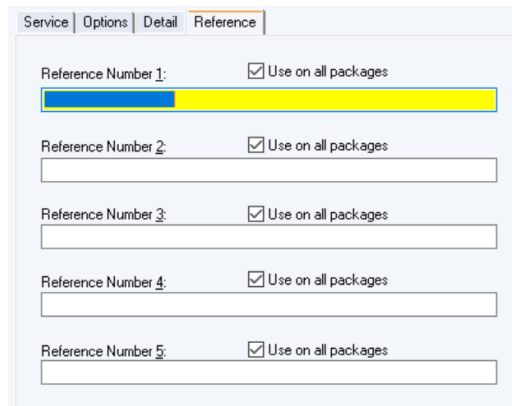 Service Options Detail Reference
Reference Number 1: Use on all packages
Reference Number 2: Use on all packages
Reference Number 3: Use on all packages
Reference Number 4: Use on all packages
Reference Number 5: Use on all packages